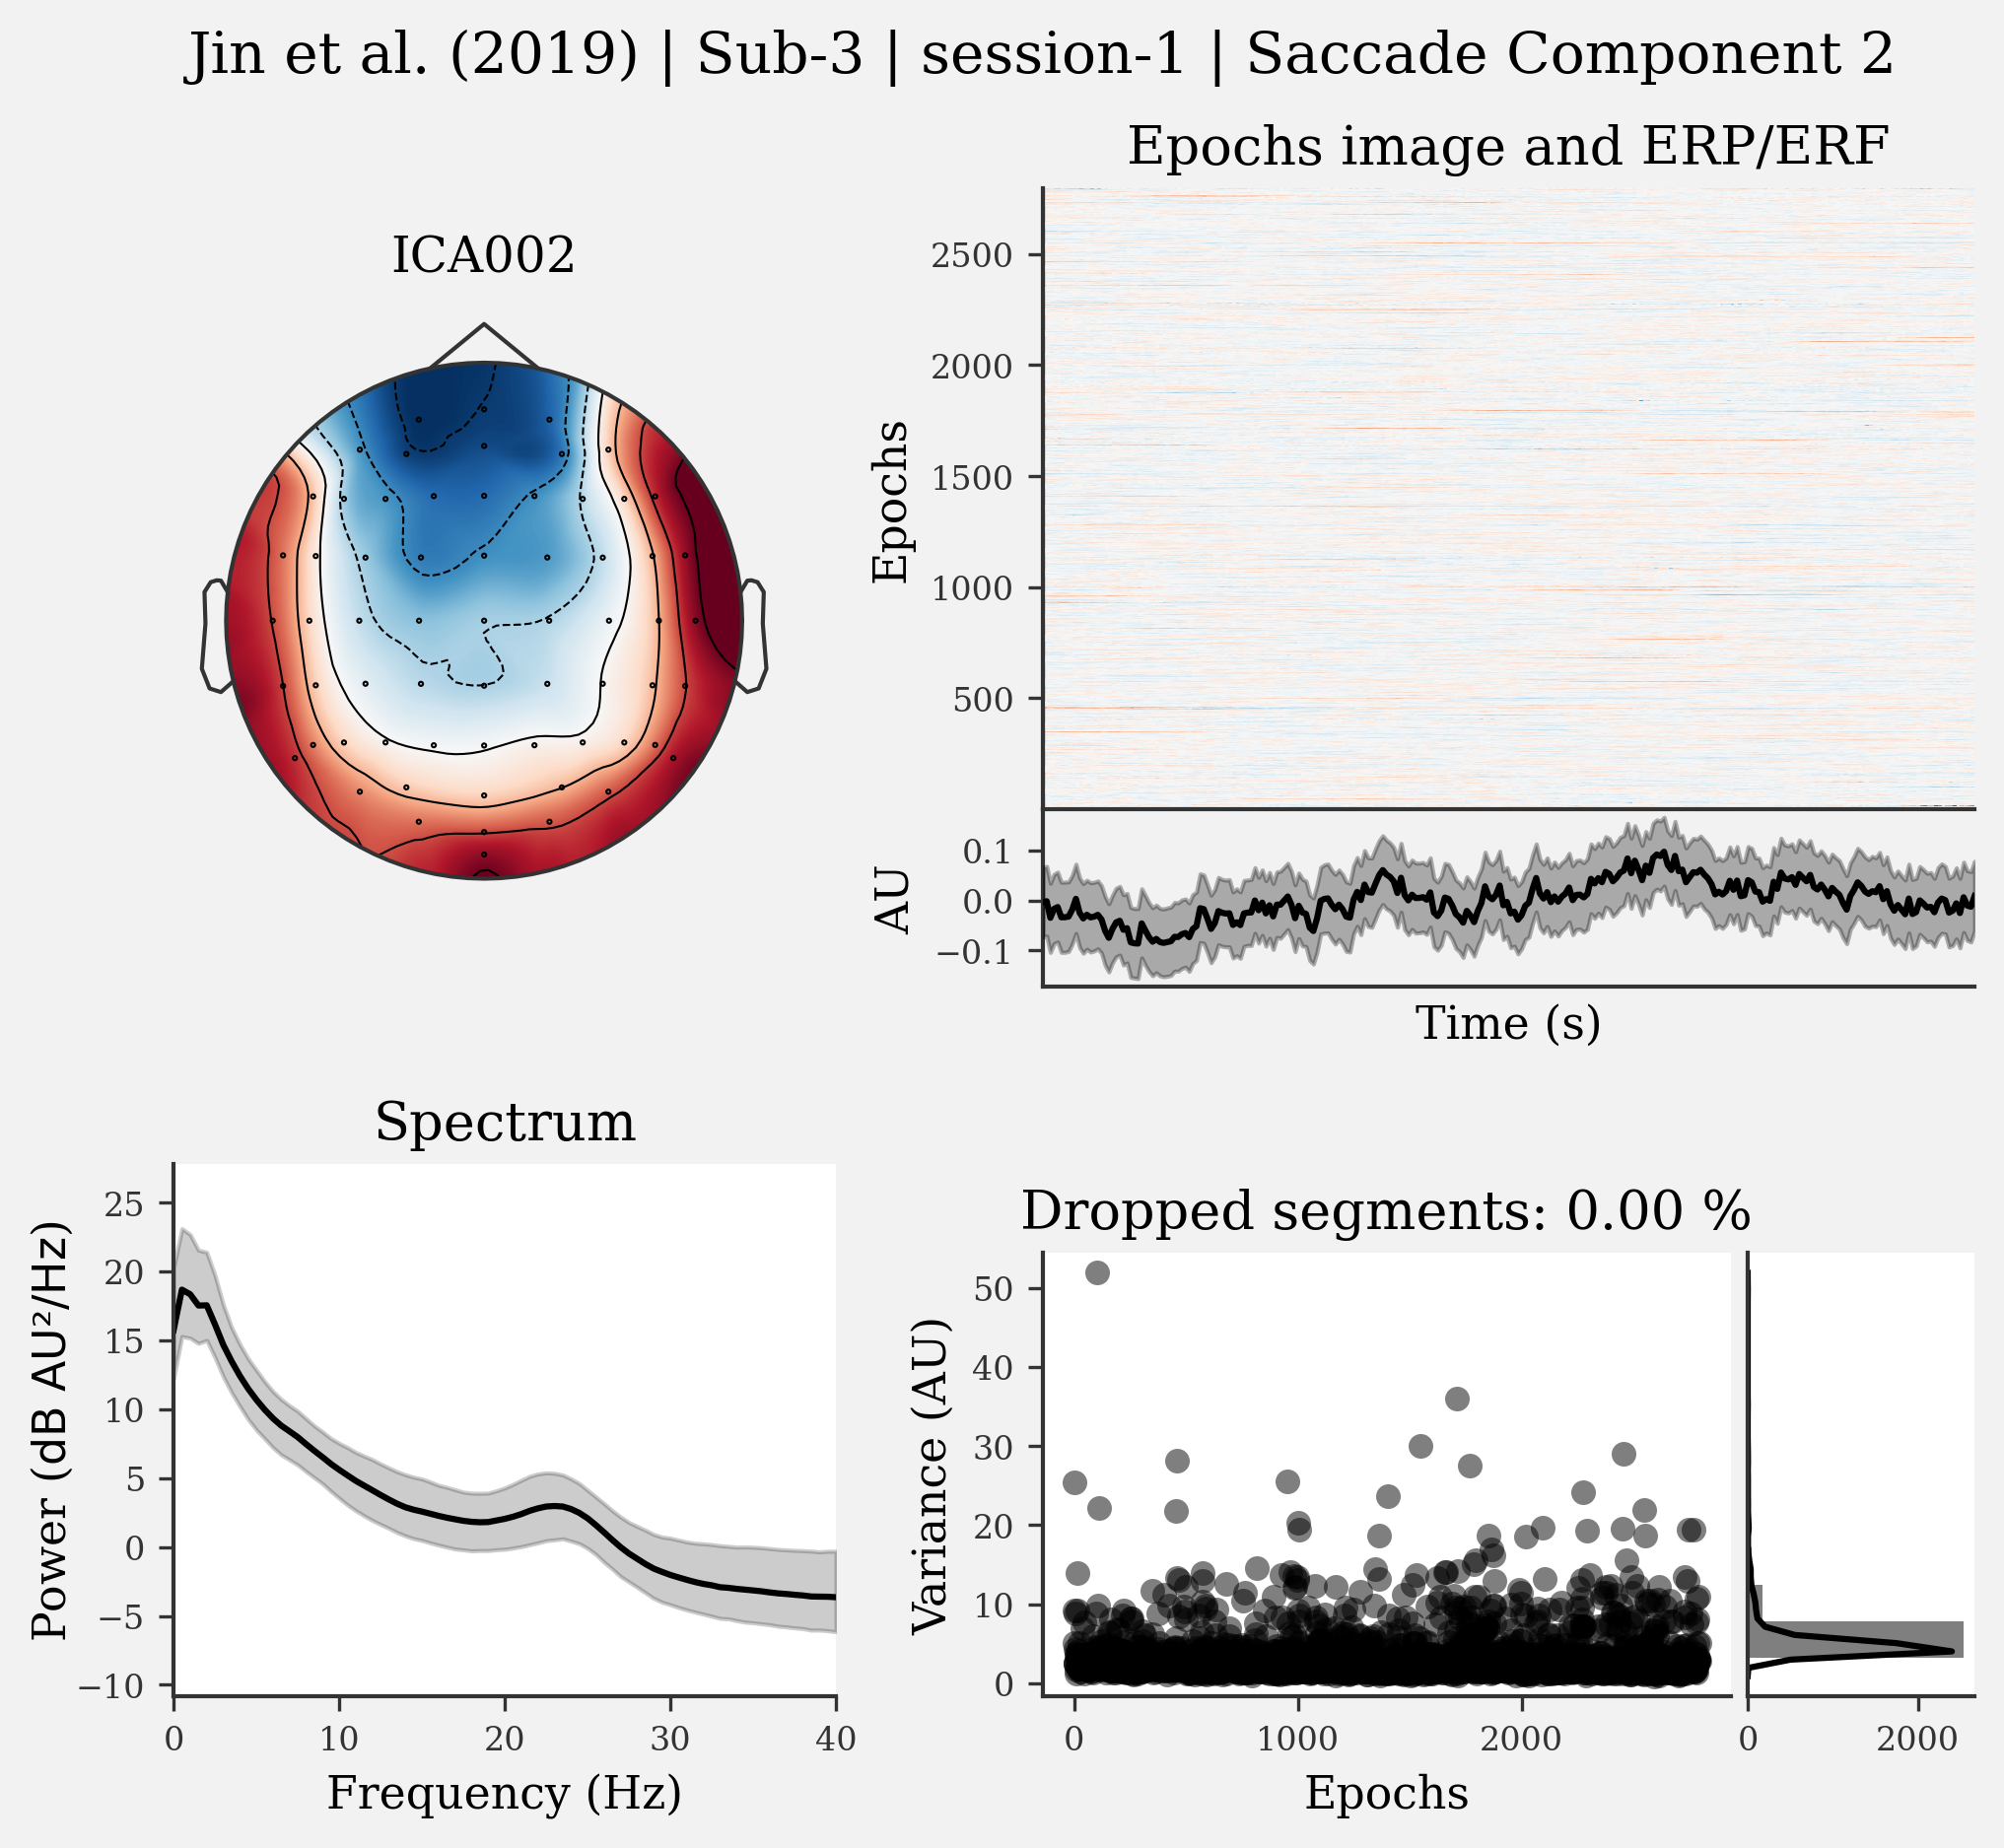 Jin et al. (2019) | Sub-3 | session-1 | Saccade Component 2
ICA002
Epochs image and ERP/ERF
Epochs
2500
2000
1500
1000
500
AU
0.1
0.0
−0.1
Time (s)
Spectrum
Power (dB AU²/Hz)
25
20
15
10
5
0
−5
−10
0 10 20 30 40
Frequency (Hz)
Dropped segments: 0.00 %
Variance (AU)
50
40
30
20
10
0
0 1000 2000
Epochs
0 2000